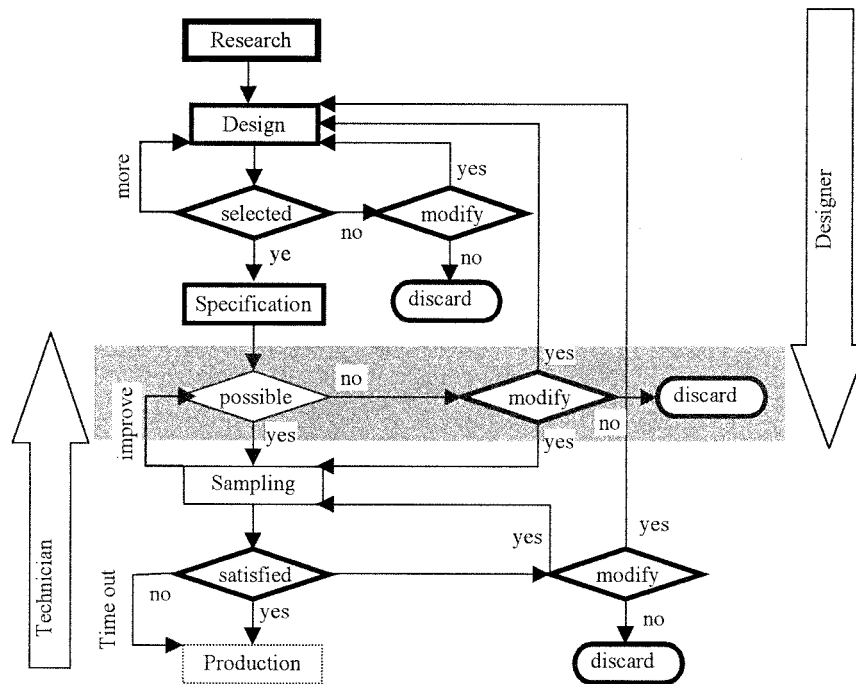 Research
Design
more
yes
selected
no
modify
ye
no
Specification
discard
Designer
yes
possible
no
modify
discard
improve
yes
yes
no
Sampling
yes
yes
Technician
Time out
no
satisfied
modify
yes
no
Production
discard